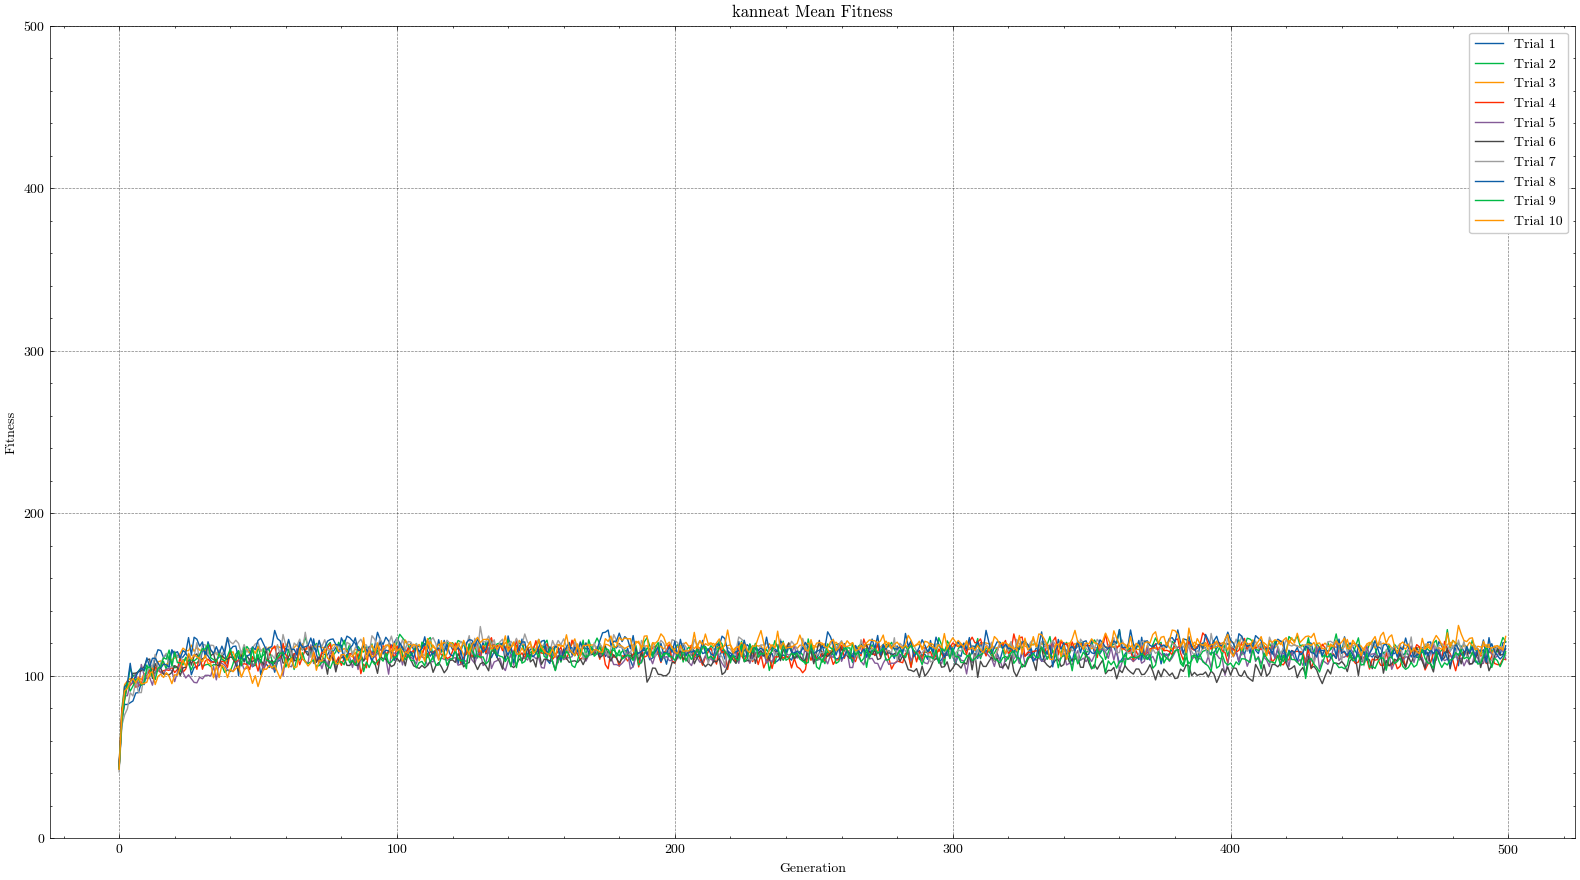 kanneat Mean Fitness
500
400
300
200
100
0
Fitness
0
100
200
300
400
500
Generation
Trial 1
Trial 2
Trial 3
Trial 4
Trial 5
Trial 6
Trial 7
Trial 8
Trial 9
Trial 10